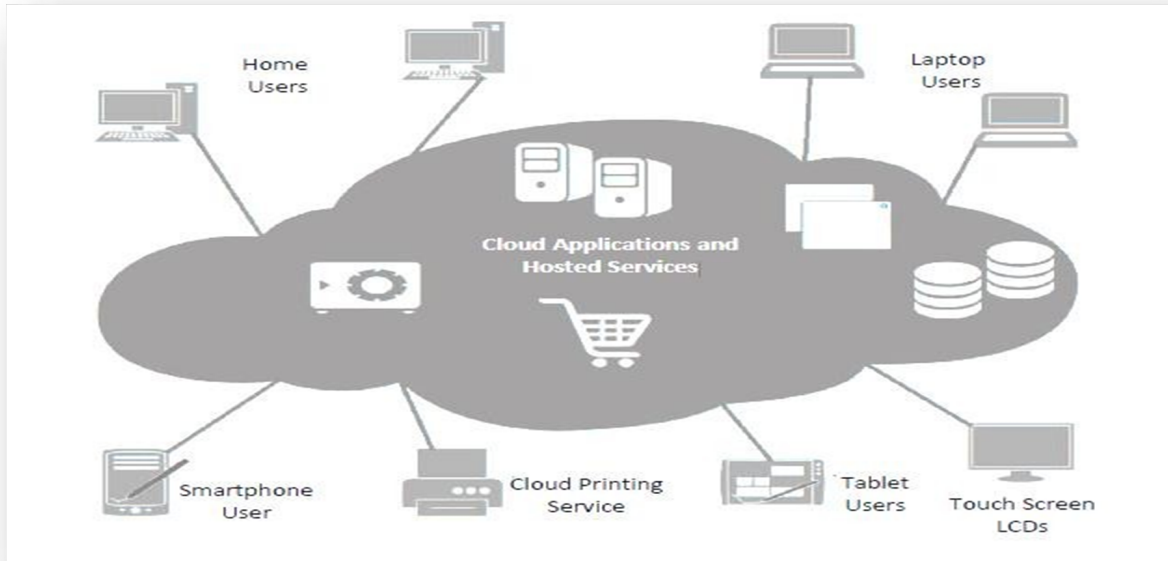 Home
Users
Laptop
Users
Cloud Applications and
Hosted Services
Smartphone
User
Cloud Printing
Service
Tablet
Users
Touch Screen
LCDs